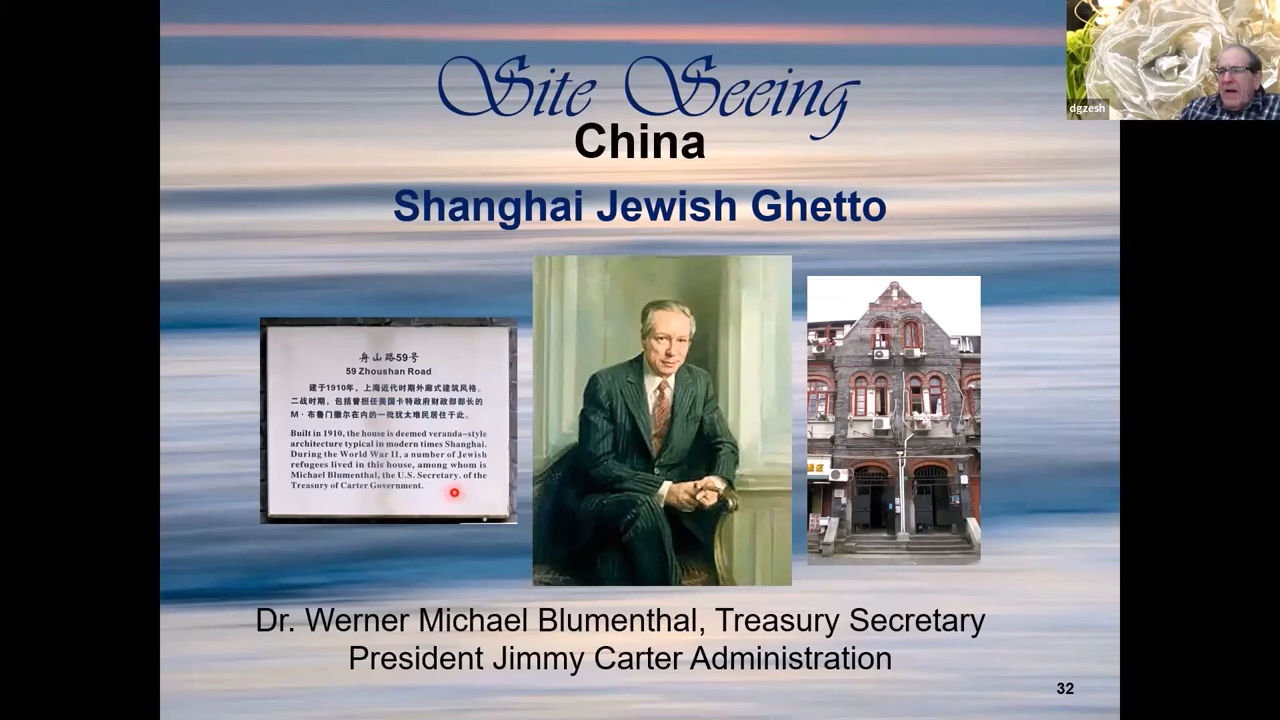 Site Seeing
China
Shanghai Jewish Ghetto
dgzesh
舟山路59号
59 Zhoushan Road
建于1910年，上海近代时期外廊式建筑风格。
二战时期，包括曾担任美国卡特政府财政部部长的
M·布鲁门撒尔在内的一批犹太难民居住于此。
Built in 1910, the house is deemed veranda-style
architecture typical in modern times Shanghai.
During the World War II, a number of Jewish
refugees lived in this house, among whom is
Michael Blumenthal, the U.S. Secretary. of the
Treasury of Carter Government.
Dr. Werner Michael Blumenthal, Treasury Secretary
President Jimmy Carter Administration
32